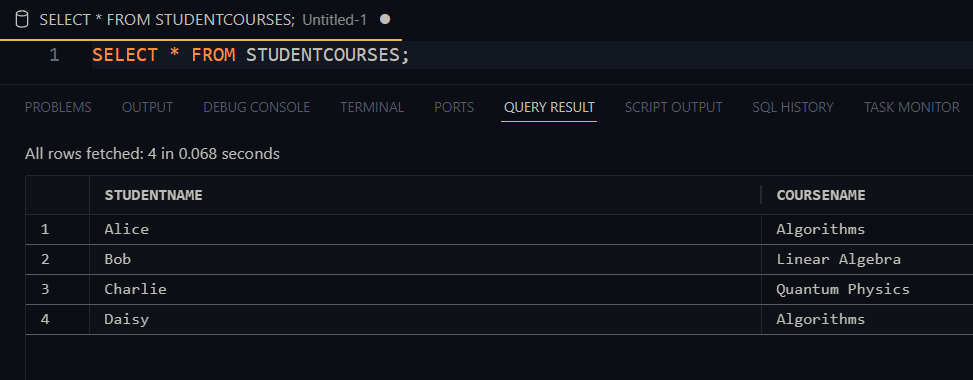 SELECT * FROM STUDENTCOURSES; Untitled-1
1 SELECT * FROM STUDENTCOURSES;
PROBLEMS OUTPUT DEBUG CONSOLE TERMINAL PORTS QUERY RESULT SCRIPT OUTPUT SQL HISTORY TASK MONITOR
All rows fetched: 4 in 0.068 seconds
STUDENTNAME COURSENAME
1 Alice Algorithms
2 Bob Linear Algebra
3 Charlie Quantum Physics
4 Daisy Algorithms